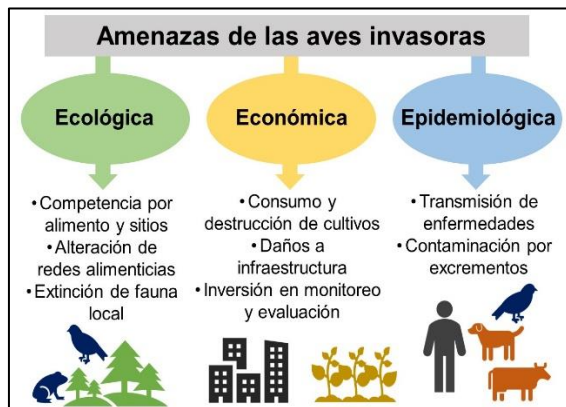 Amenazas de las aves invasoras
Ecológica
• Competencia por
alimento y sitios
• Alteración de
redes alimenticias
• Extinción de fauna
local
Económica
• Consumo y
destrucción de cultivos
• Daños a
infraestructura
• Inversión en monitoreo
y evaluación
Epidemiológica
• Transmisión de
enfermedades
• Contaminación por
excrementos